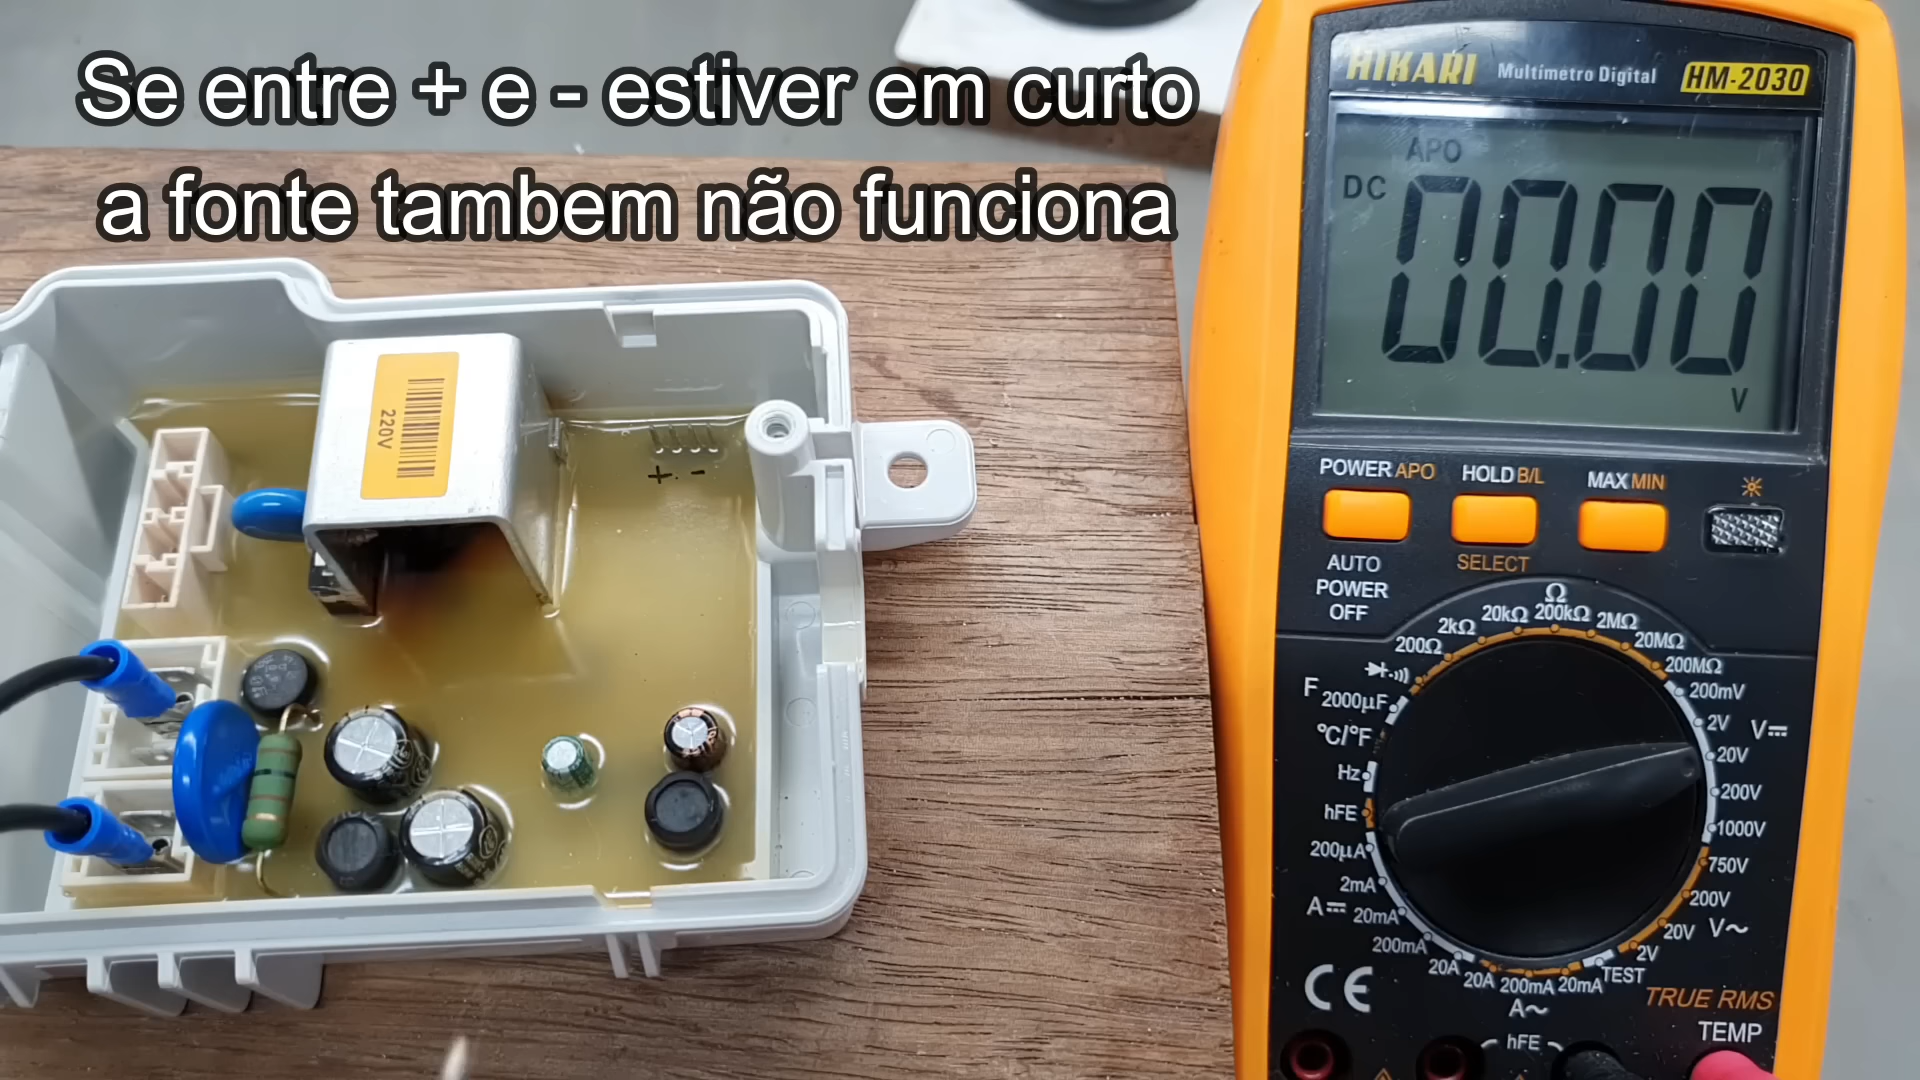 Se entre + e - estiver em curto
a fonte tambem não funciona
HIKARI Multímetro Digital HM-2030
APO
DC 00.00 V
220V
+ -
POWER APO HOLD B/L MAX MIN
AUTO POWER OFF
SELECT
Ω
200Ω 2kΩ 20kΩ 200kΩ 2MΩ 20MΩ 200MΩ
200mV
2V V⎓
20V
200V
1000V
750V
200V
20V V~
2V
TEST
F 2000µF
°C/°F
Hz
hFE
200µA
2mA
A⎓ 20mA
200mA
20A
20A 200mA 20mA
A~
CE
TRUE RMS
TEMP
hFE